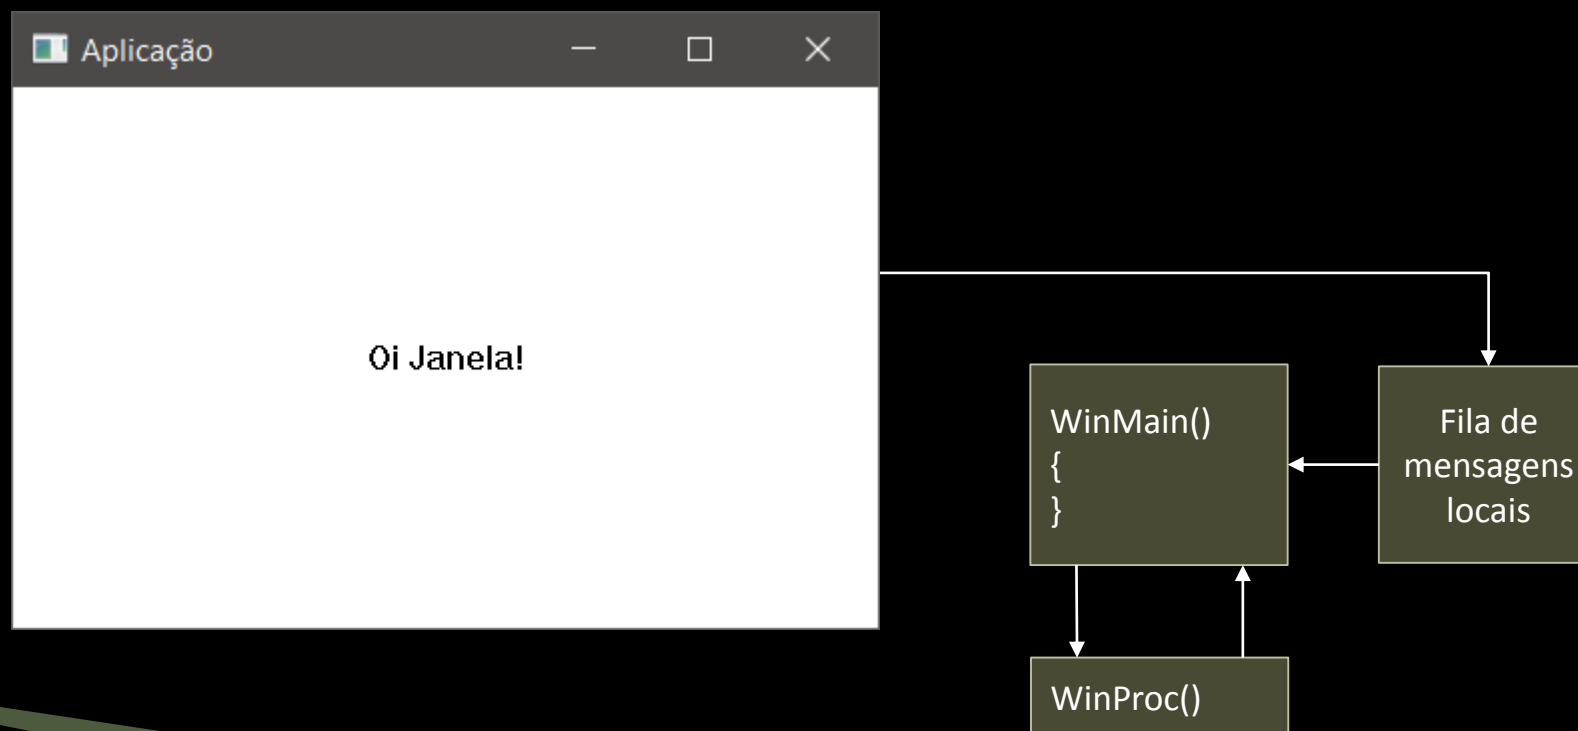 Aplicação
Oi Janela!
WinMain()
{
}
Fila de
mensagens
locais
WinProc()